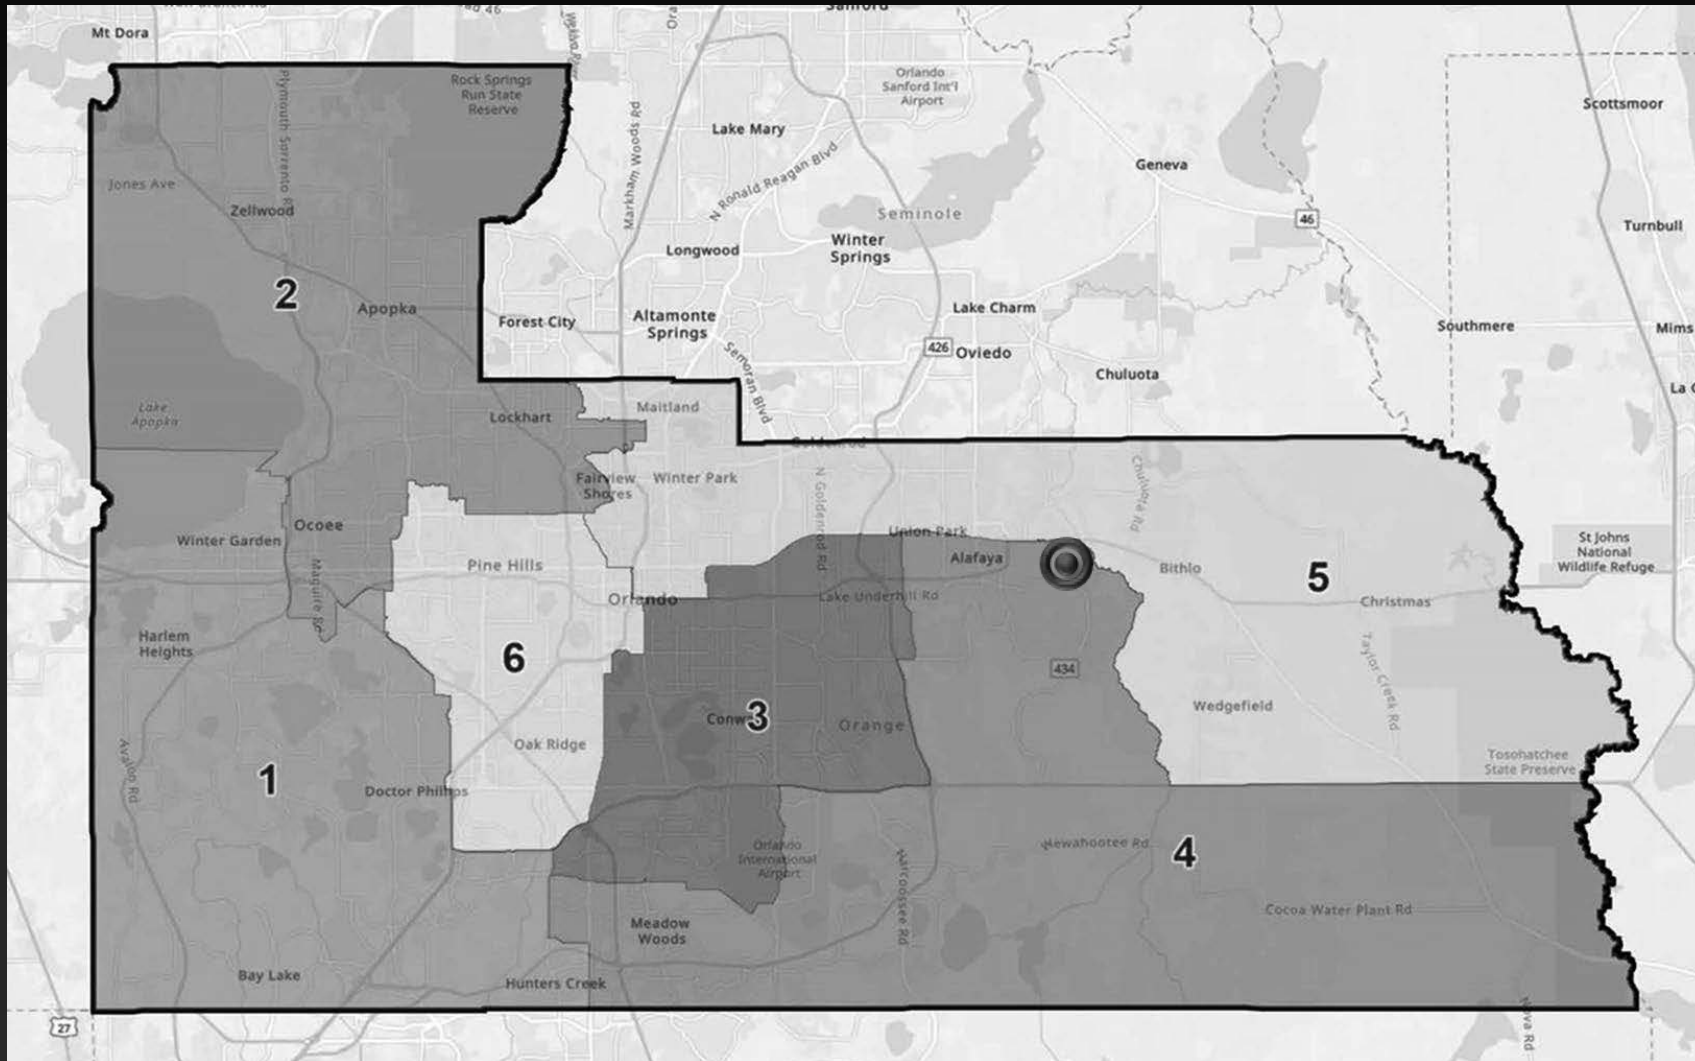 Sanford
Mt Dora
Rock Springs
Run State
Reserve
Orlando
Sanford Int'l
Airport
Scottsmoor
Lake Mary
Markham Woods Rd
N Ronald Reagan Blvd
Geneva
Jones Ave
Plymouth Sorrento R
Zellwood
Seminole
46
Turnbull
Longwood
Winter
Springs
2
Apopka
Forest City
Altamonte
Springs
Lake Charm
Southmere
Mims
426
Oviedo
Semoran Blvd
Chuluota
Lake
Apopka
Lockhart
Maitland
Goldenrod
Fairview
Shores
Winter Park
N Goldenrod Rd
Chuluota Rd
Ocoee
Winter Garden
Union Park
St Johns
National
Wildlife Refuge
Pine Hills
Alafaya
Bithlo
5
Maguire Rd
Orlando
Lake Underhill Rd
Christmas
Harlem
Heights
6
434
Taylor Creek Rd
Wedgefield
3
Orange
Oak Ridge
Avalon Rd
1
Tosohatchee
State Preserve
Doctor Phillips
Orlando
International
Airport
Narcoossee Rd
Newahootee Rd
4
Cocoa Water Plant Rd
Meadow
Woods
Bay Lake
Hunters Creek
27
Nova Rd